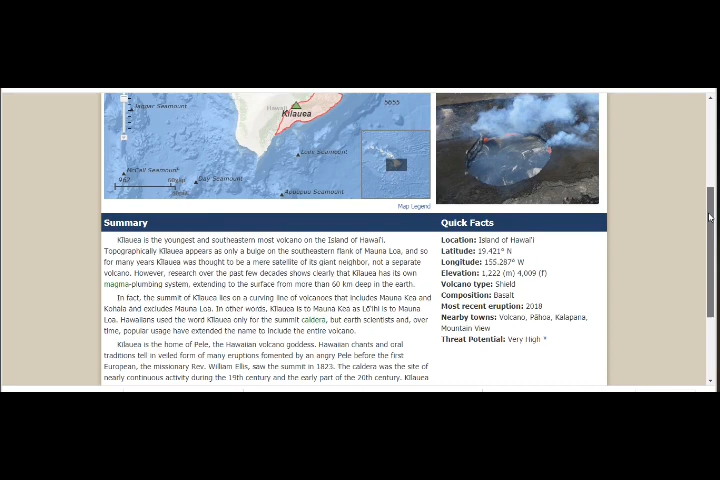 Jaggar Seamount
5655
Hawai'i
Kīlauea
Loihi Seamount
McCall Seamount
Day Seamount
Apuupuu Seamount
Map Legend
Summary
Kīlauea is the youngest and southeastern most volcano on the Island of Hawai'i.
Topographically Kīlauea appears as only a bulge on the southeastern flank of Mauna Loa, and so
for many years Kīlauea was thought to be a mere satellite of its giant neighbor, not a separate
volcano. However, research over the past few decades shows clearly that Kīlauea has its own
magma-plumbing system, extending to the surface from more than 60 km deep in the earth.
In fact, the summit of Kīlauea lies on a curving line of volcanoes that includes Mauna Kea and
Kohala and excludes Mauna Loa. In other words, Kīlauea is to Mauna Kea as Lō'ihi is to Mauna
Loa. Hawaiians used the word Kīlauea only for the summit caldera, but earth scientists and, over
time, popular usage have extended the name to include the entire volcano.
Kīlauea is the home of Pele, the Hawaiian volcano goddess. Hawaiian chants and oral
traditions tell in veiled form of many eruptions fomented by an angry Pele before the first
European, the missionary Rev. William Ellis, saw the summit in 1823. The caldera was the site of
nearly continuous activity during the 19th century and the early part of the 20th century. Kīlauea
Quick Facts
Location: Island of Hawai'i
Latitude: 19.421° N
Longitude: 155.287° W
Elevation: 1,222 (m) 4,009 (f)
Volcano type: Shield
Composition: Basalt
Most recent eruption: 2018
Nearby towns: Volcano, Pāhoa, Kalapana,
Mountain View
Threat Potential: Very High *